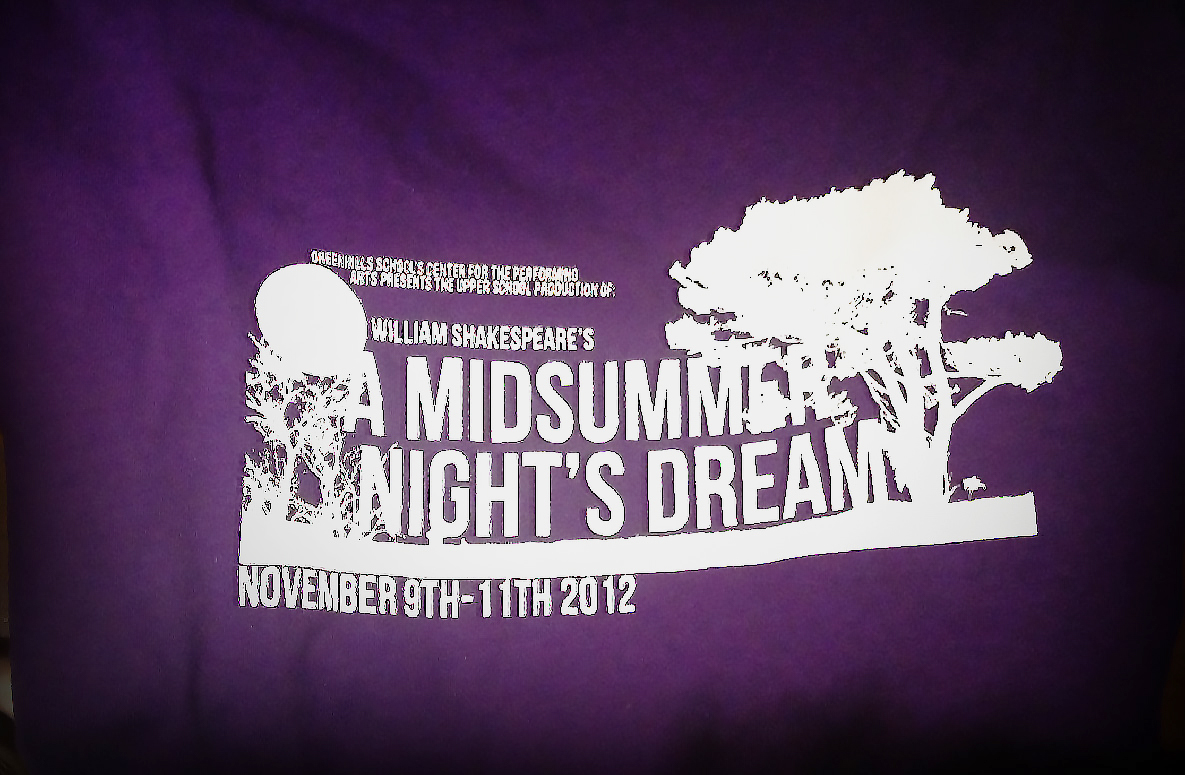 GREENHILLS SCHOOL'S CENTER FOR THE PERFORMING
ARTS PRESENTS THE UPPER SCHOOL PRODUCTION OF:
WILLIAM SHAKESPEARE'S
A MIDSUMMER
NIGHT'S DREAM
NOVEMBER 9TH-11TH 2012